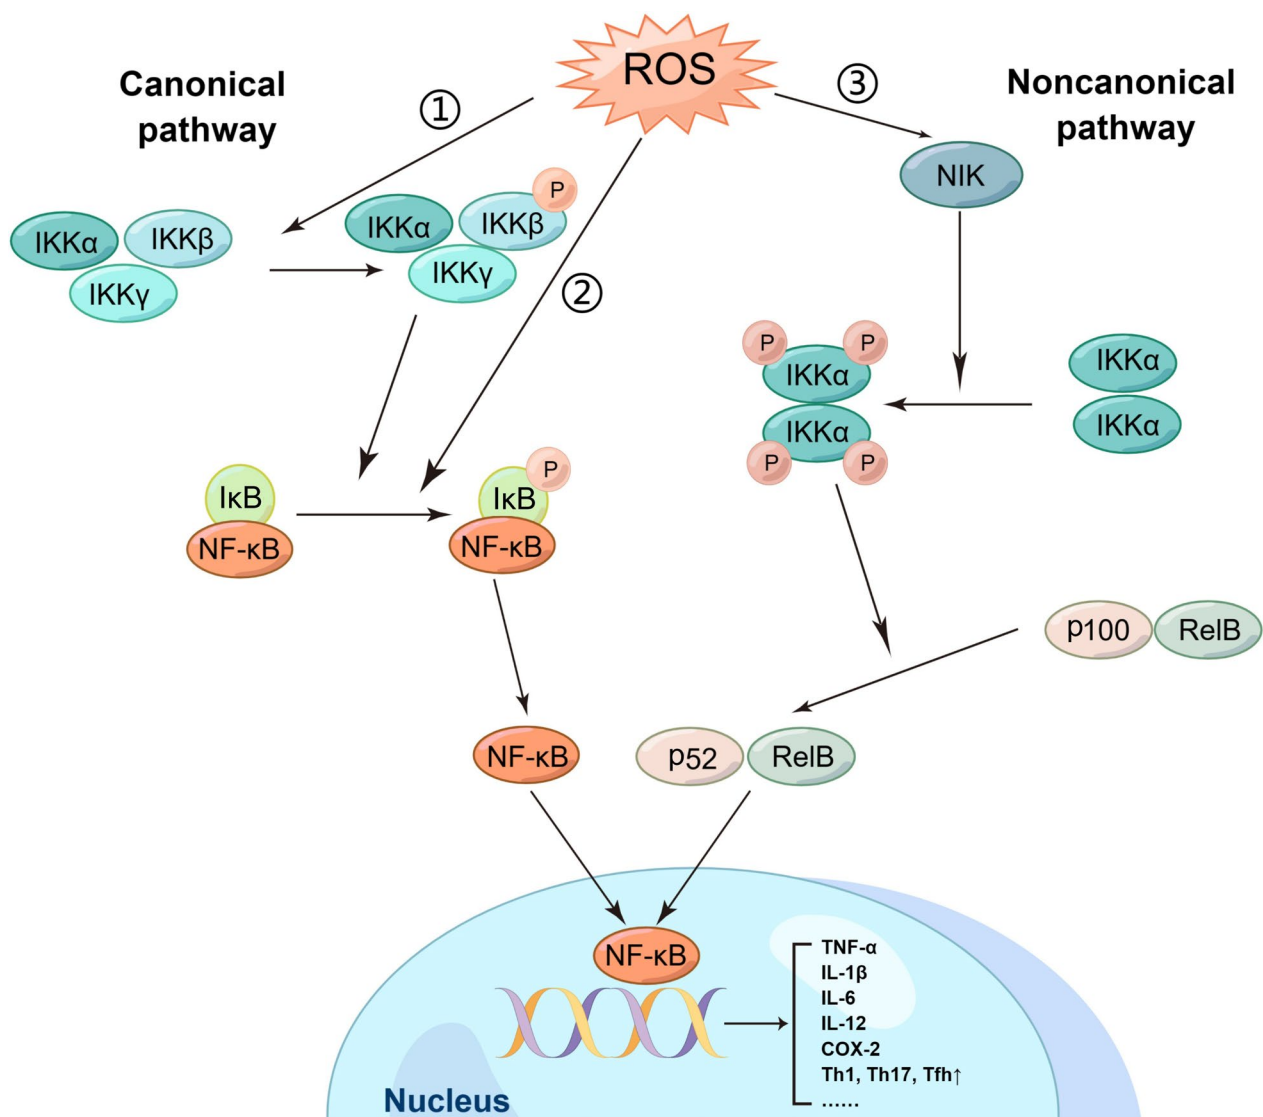 ROS
Canonical
pathway
①
③
Noncanonical
pathway
NIK
P
IKKα
IKKβ
IKKγ
IKKα
IKKβ
IKKγ
②
P
P
IKKα
IKKα
P
P
IKKα
IKKα
IκB
NF-κB
P
IκB
NF-κB
p100
RelB
NF-κB
p52
RelB
NF-κB
TNF-α
IL-1β
IL-6
IL-12
COX-2
Th1, Th17, Tfh↑
......
Nucleus